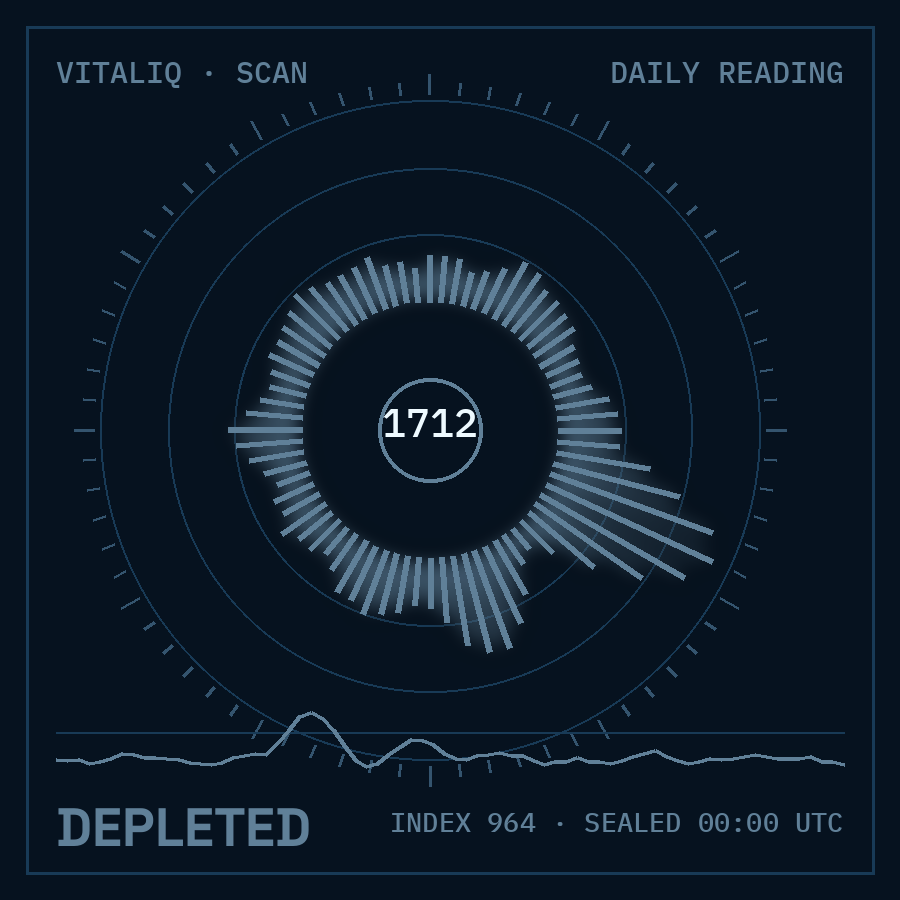 VITALIQ · SCAN
DAILY READING
1712
DEPLETED
INDEX 964 · SEALED 00:00 UTC